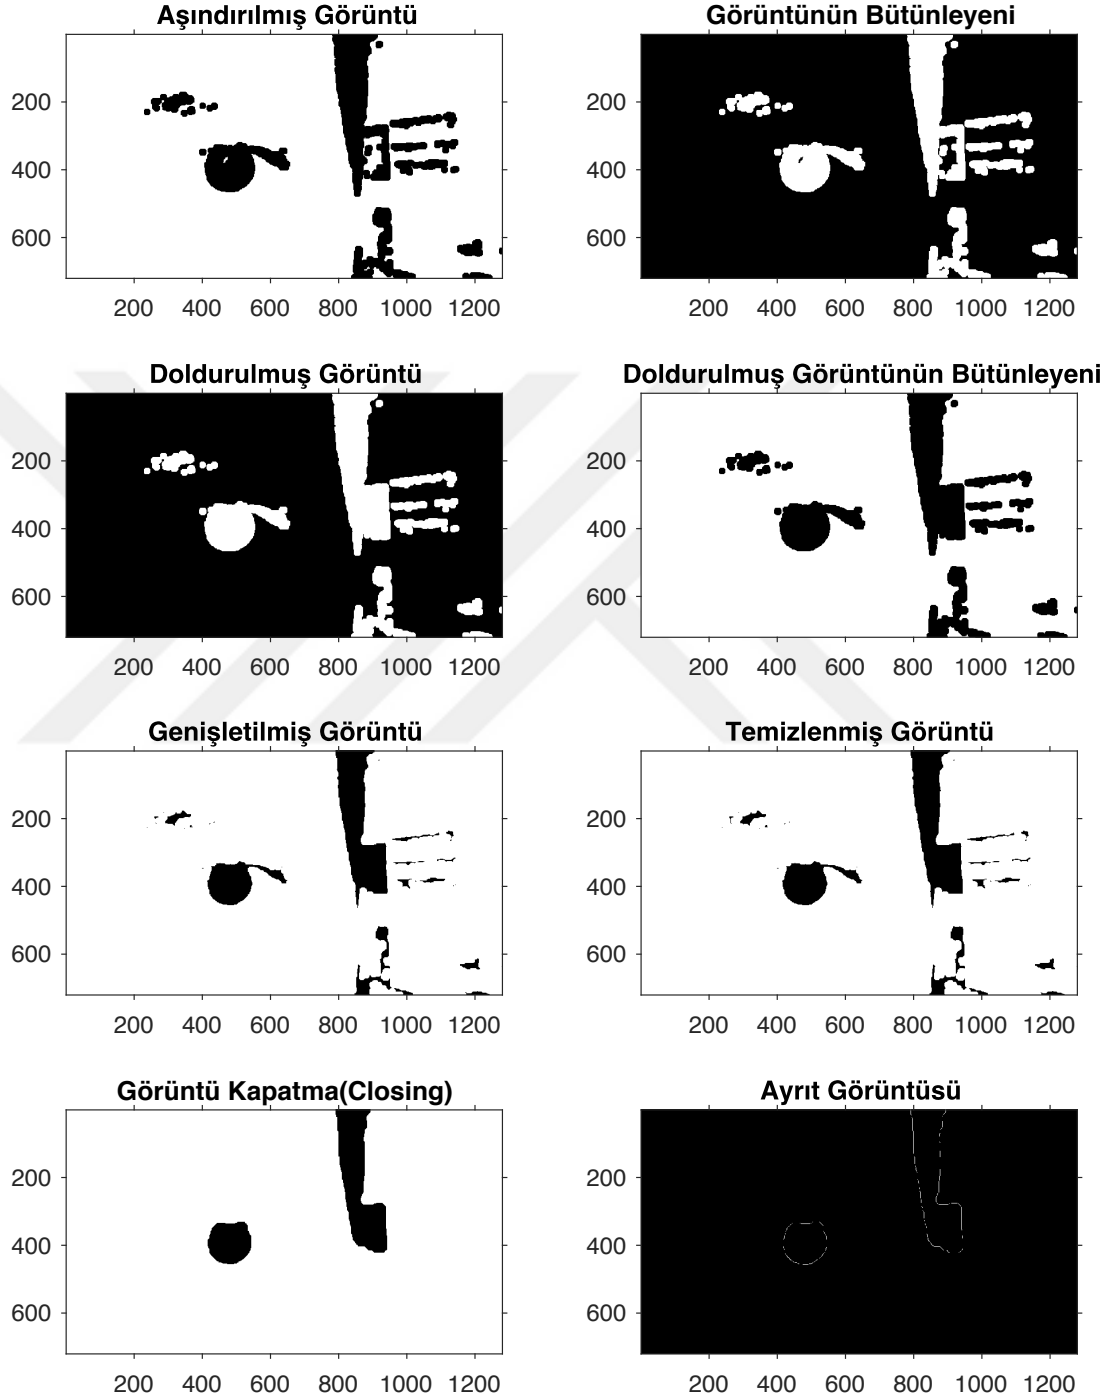 Aşındırılmış Görüntü
Görüntünün Bütünleyeni
200
400
600
200 400 600 800 1000 1200
200
400
600
200 400 600 800 1000 1200
Doldurulmuş Görüntü
Doldurulmuş Görüntünün Bütünleyeni
200
400
600
200 400 600 800 1000 1200
200
400
600
200 400 600 800 1000 1200
Genişletilmiş Görüntü
Temizlenmiş Görüntü
200
400
600
200 400 600 800 1000 1200
200
400
600
200 400 600 800 1000 1200
Görüntü Kapatma(Closing)
Ayrıt Görüntüsü
200
400
600
200 400 600 800 1000 1200
200
400
600
200 400 600 800 1000 1200